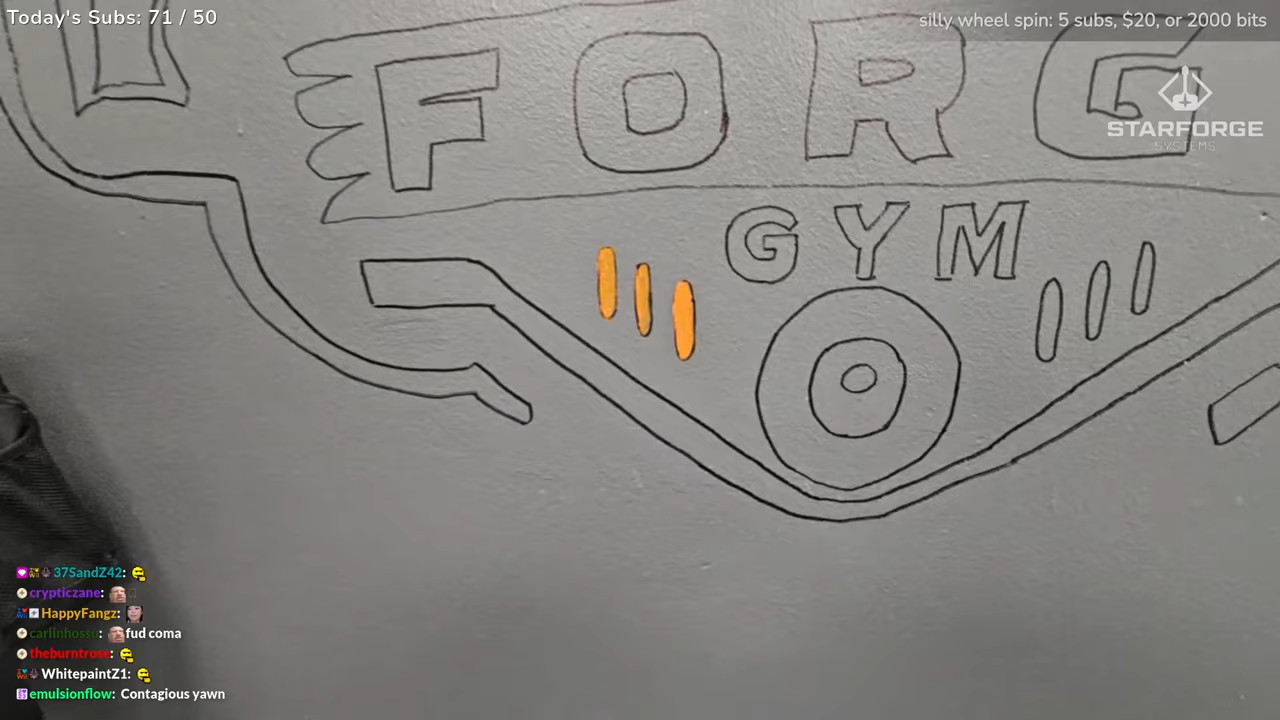 Today's Subs: 71 / 50
silly wheel spin: 5 subs, $20, or 2000 bits
FORG
STARFORGE
SYSTEMS
GYM
37SandZ42:
crypticzane:
HappyFangz:
carlinhossu: fud coma
theburntrose:
WhitepaintZ1:
emulsionflow: Contagious yawn